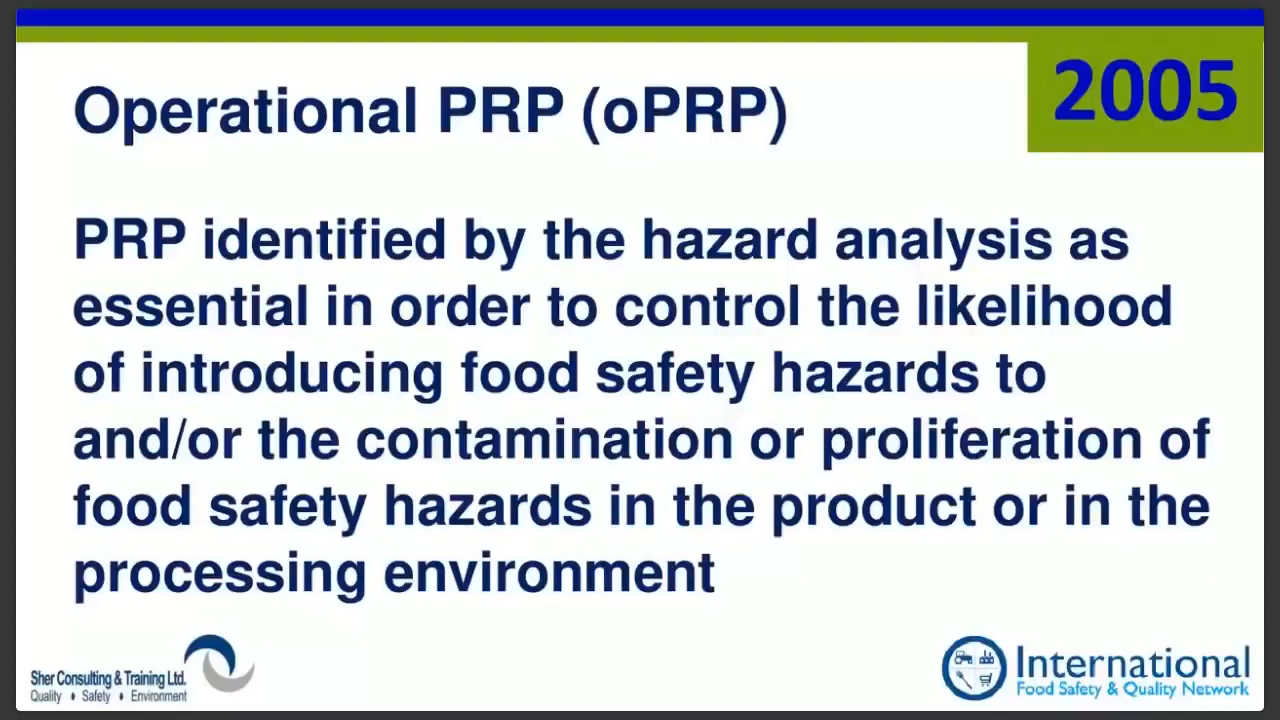 2005
Operational PRP (oPRP)
PRP identified by the hazard analysis as
essential in order to control the likelihood
of introducing food safety hazards to
and/or the contamination or proliferation of
food safety hazards in the product or in the
processing environment
Sher Consulting & Training Ltd.
Quality • Safety • Environment
International
Food Safety & Quality Network